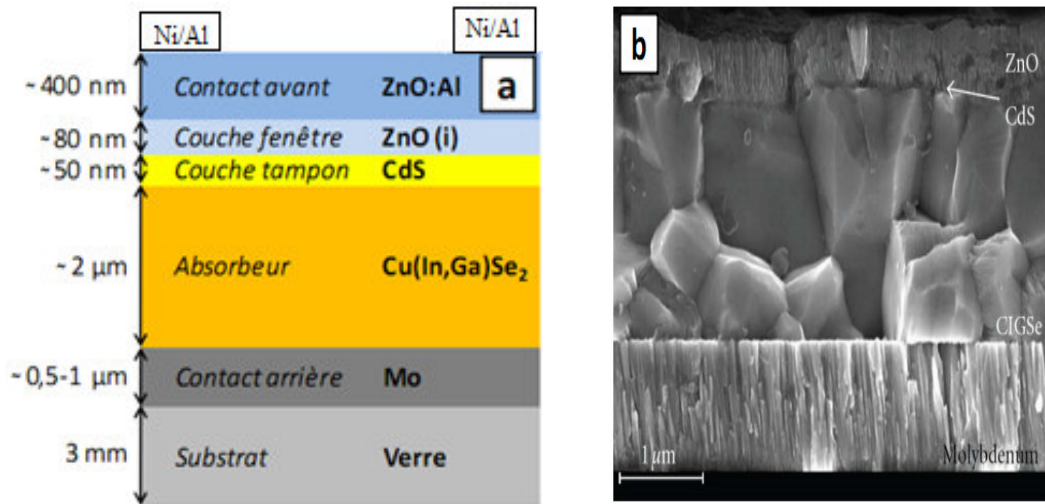 Ni/Al
Ni/Al
a
~ 400 nm
Contact avant
ZnO:Al
~80 nm
Couche fenêtre
ZnO (i)
~50 nm
Couche tampon
CdS
~ 2 µm
Absorbeur
Cu(In,Ga)Se₂
~ 0,5-1 µm
Contact arrière
Mo
3 mm
Substrat
Verre
b
ZnO
CdS
CIGSe
Molybdenum
1 µm